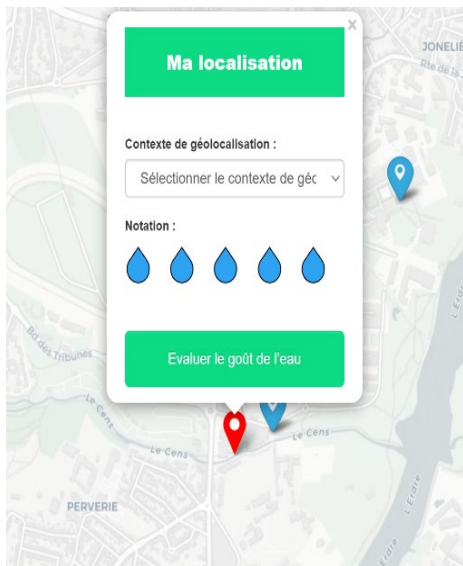 x
JONELIÈ
Rte de la
Ma localisation
Contexte de géolocalisation :
Sélectionner le contexte de géc
Notation :
L'Erdre
Evaluer le goût de l'eau
Bd des Tribunes
Le Cens
Le Cens
Le Cens
PERVERIE
L'Erdre
l'Erdre